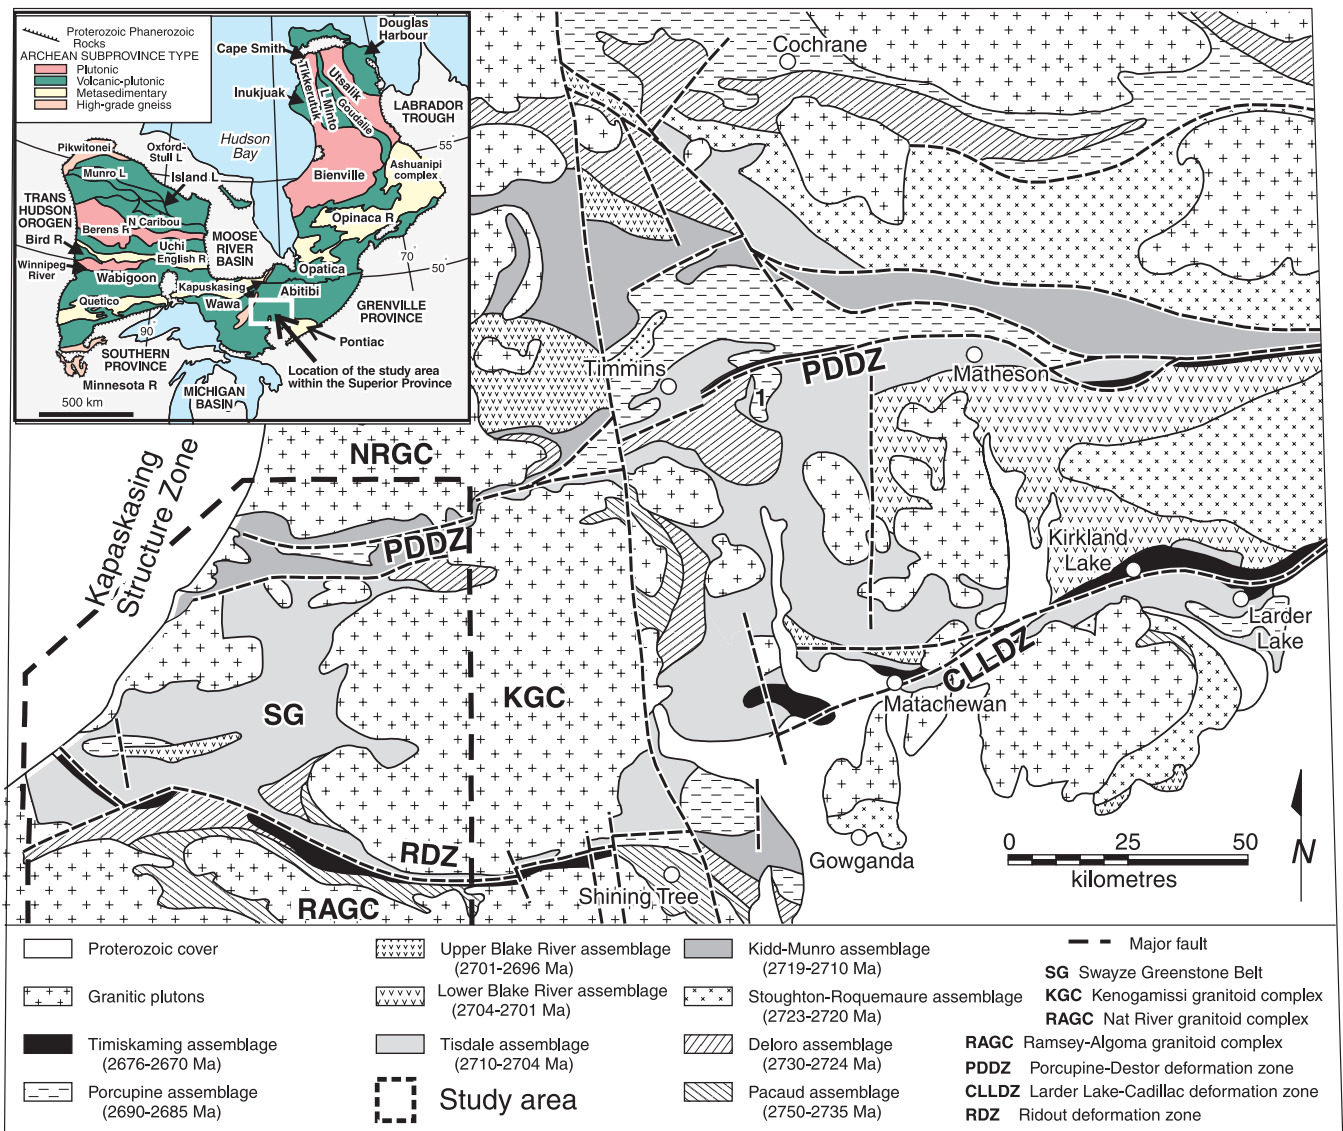 Proterozoic Phanerozoic
Rocks
ARCHEAN SUBPROVINCE TYPE
Plutonic
Volcanic-plutonic
Metasedimentary
High-grade gneiss
Cape Smith
Douglas
Harbour
Inukjuak
Tikkerutuk
L Minto
Utsalik
Goudalie
LABRADOR
TROUGH
Hudson
Bay
55
Ashuanipi
complex
Bienville
Opinaca R
70
50
Opatica
Pikwitonei
Oxford-
Stull L
Munro L
Island L
TRANS
HUDSON
OROGEN
N Caribou
Berens R
MOOSE
RIVER
BASIN
Bird R
Uchi
English R
Winnipeg
River
Wabigoon
Kapuskasing
Abitibi
Wawa
Quetico
90
GRENVILLE
PROVINCE
Pontiac
SOUTHERN
PROVINCE
Minnesota R
MICHIGAN
BASIN
Location of the study area
within the Superior Province
500 km
Cochrane
Timmins
PDDZ
Matheson
1
NRGC
Kapaskasing
Structure Zone
PDDZ
Kirkland
Lake
Larder
Lake
CLLDZ
Matachewan
SG
KGC
RDZ
RAGC
Shining Tree
Gowganda
0 25 50
kilometres
N
Proterozoic cover
Granitic plutons
Timiskaming assemblage
(2676-2670 Ma)
Porcupine assemblage
(2690-2685 Ma)
Upper Blake River assemblage
(2701-2696 Ma)
Lower Blake River assemblage
(2704-2701 Ma)
Tisdale assemblage
(2710-2704 Ma)
Study area
Kidd-Munro assemblage
(2719-2710 Ma)
Stoughton-Roquemaure assemblage
(2723-2720 Ma)
Deloro assemblage
(2730-2724 Ma)
Pacaud assemblage
(2750-2735 Ma)
Major fault
SG Swayze Greenstone Belt
KGC Kenogamissi granitoid complex
RAGC Nat River granitoid complex
RAGC Ramsey-Algoma granitoid complex
PDDZ Porcupine-Destor deformation zone
CLLDZ Larder Lake-Cadillac deformation zone
RDZ Ridout deformation zone